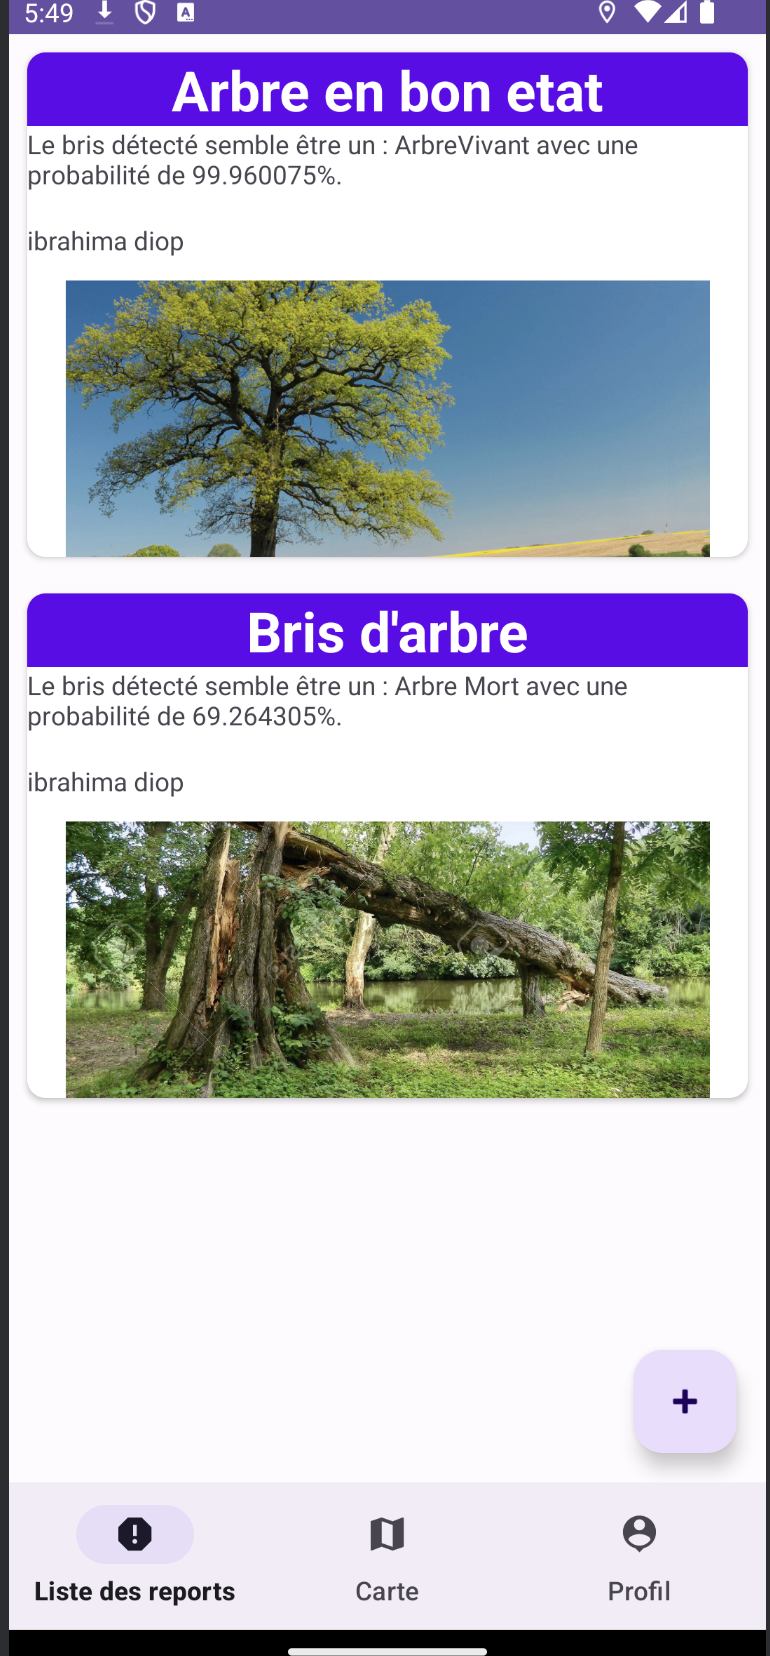 5:49
Arbre en bon etat
Le bris détecté semble être un : ArbreVivant avec une
probabilité de 99.960075%.
ibrahima diop
Bris d'arbre
Le bris détecté semble être un : Arbre Mort avec une
probabilité de 69.264305%.
ibrahima diop
Liste des reports
Carte
Profil